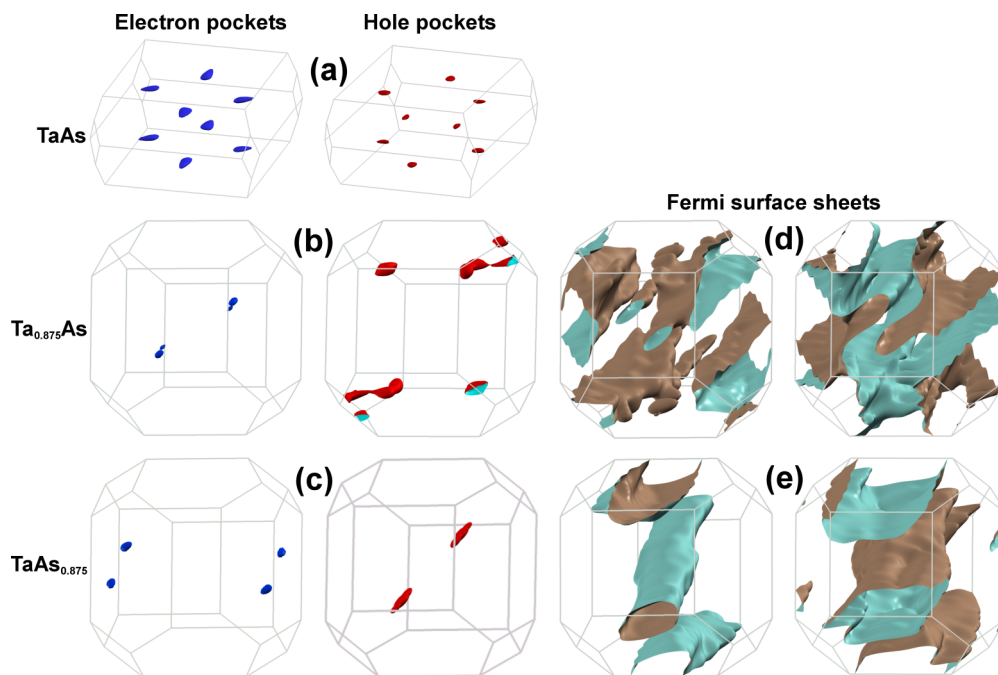 Electron pockets
Hole pockets
(a)
TaAs
Fermi surface sheets
(b)
(d)
Ta₀.₈₇₅As
(c)
(e)
TaAs₀.₈₇₅